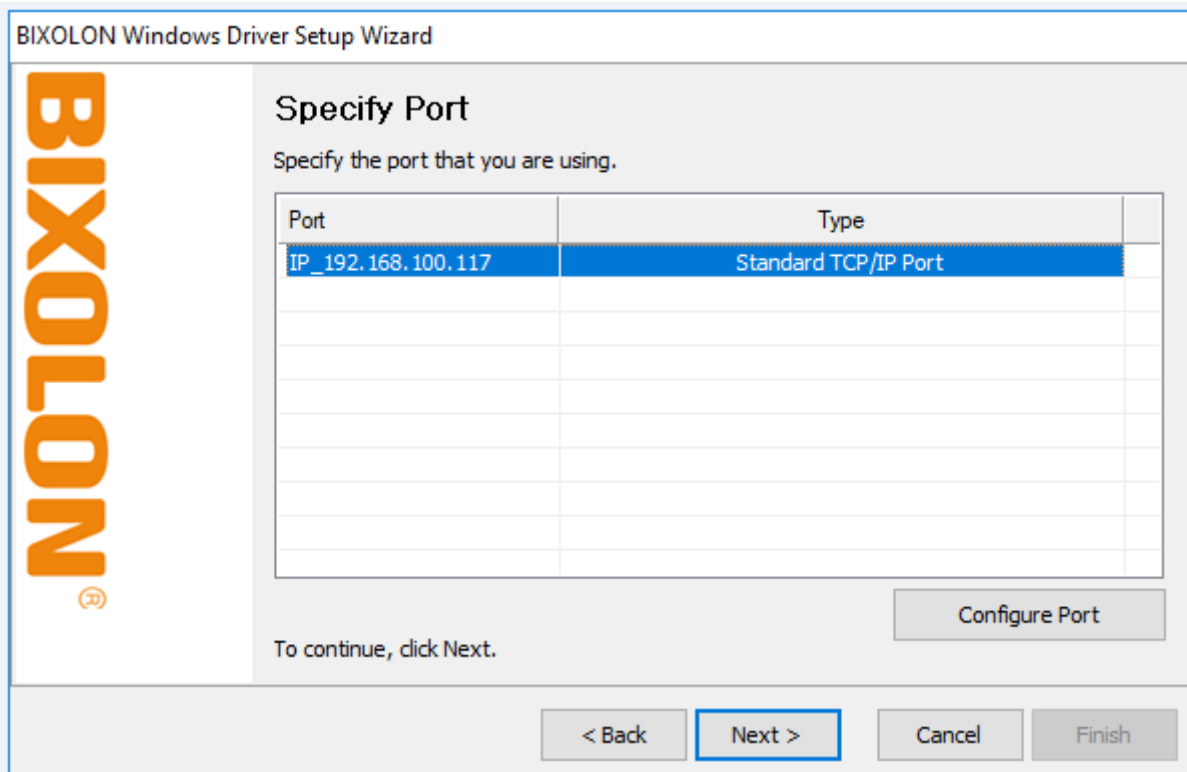 BIXOLON Windows Driver Setup Wizard
BIXOLON®
Specify Port
Specify the port that you are using.
Port Type
IP_192.168.100.117 Standard TCP/IP Port
Configure Port
To continue, click Next.
< Back Next > Cancel Finish